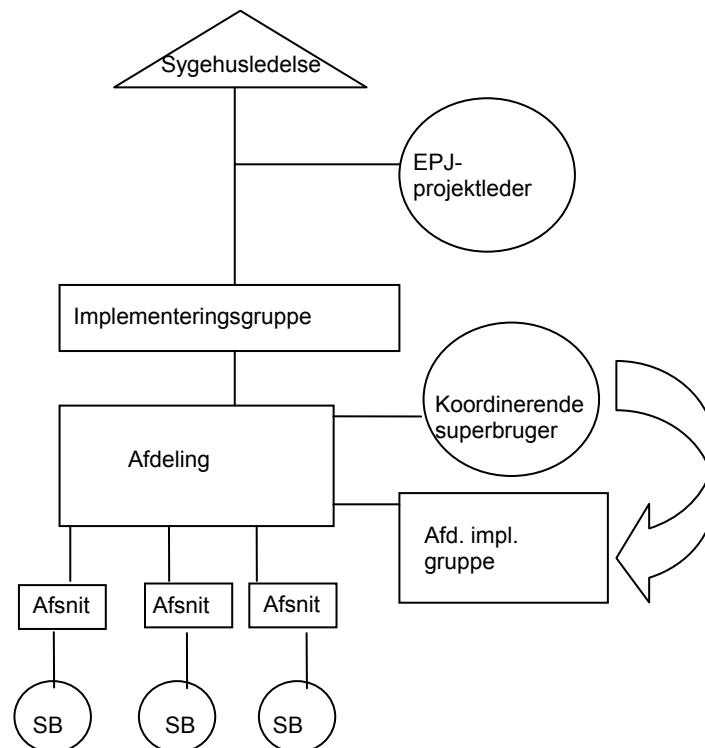 Sygehusledelse
EPJ-
projektleder
Implementeringsgruppe
Koordinerende
superbruger
Afdeling
Afd. impl.
gruppe
Afsnit
Afsnit
Afsnit
SB
SB
SB